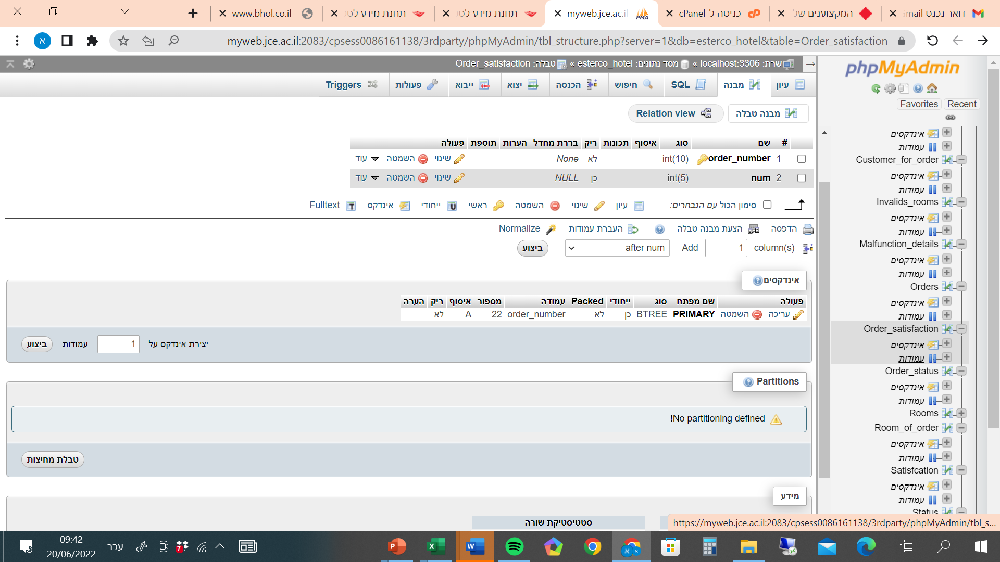 דואר נכנס Gmail
המקצוענים של
כניסה ל-cPanel
myweb.jce.ac.il
תחנת מידע לסט
תחנת מידע לסט
www.bhol.co.il
myweb.jce.ac.il:2083/cpsess0086161138/3rdparty/phpMyAdmin/tbl_structure.php?server=1&db=esterco_hotel&table=Order_satisfaction
א
שרת: localhost:3306 » מסד נתונים: esterco_hotel » טבלה: Order_satisfaction
עיון מבנה SQL חיפוש הכנסה יצוא ייבוא פעולות Triggers
מבנה טבלה Relation view
# שם סוג איסוף תכונות ריק בררת מחדל הערות תוספת פעולה
1 order_number int(10) לא None שינוי השמטה עוד
2 num int(5) כן NULL שינוי השמטה עוד
סימון הכול עם הנבחרים: עיון שינוי השמטה ראשי ייחודי אינדקס Fulltext
הדפסה הצעת מבנה טבלה העברת עמודות Normalize
column(s) 1 Add after num ביצוע
אינדקסים
פעולה שם מפתח סוג ייחודי Packed עמודה מספור איסוף ריק הערה
עריכה השמטה PRIMARY BTREE כן לא order_number 22 A לא
יצירת אינדקס על 1 עמודות ביצוע
Partitions
No partitioning defined!
טבלת מחיצות
מידע
סטטיסטיקת שורה
phpMyAdmin
Recent Favorites
אינדקסים
עמודות
Customer_for_order
אינדקסים
עמודות
Invalids_rooms
אינדקסים
עמודות
Malfunction_details
אינדקסים
עמודות
Orders
אינדקסים
עמודות
Order_satisfaction
אינדקסים
עמודות
Order_status
אינדקסים
עמודות
Rooms
Room_of_order
אינדקסים
עמודות
Satisfcation
אינדקסים
עמודות
Status
https://myweb.jce.ac.il:2083/cpsess0086161138/3rdparty/phpMyAdmin/tbl_s...
עבר
09:42
20/06/2022